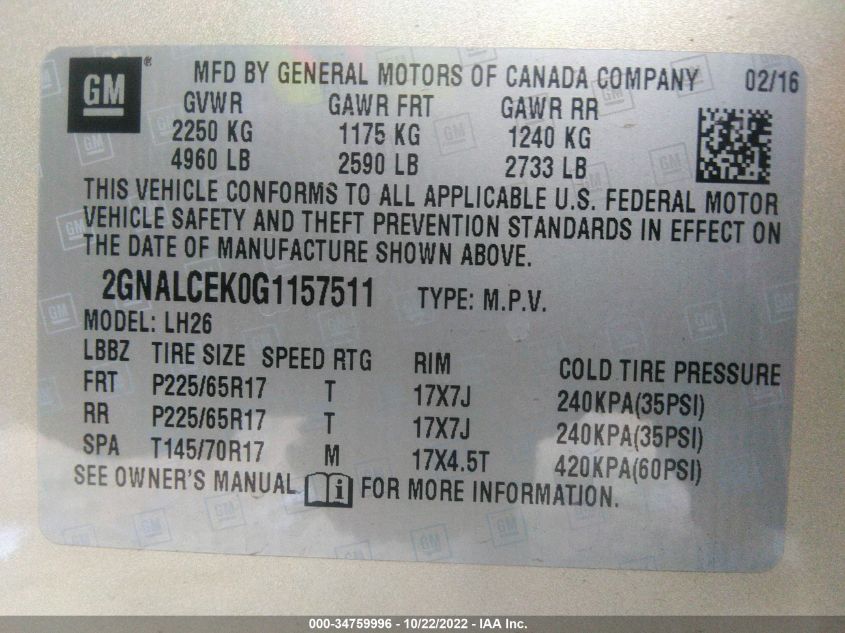 GM ® MFD BY GENERAL MOTORS OF CANADA COMPANY 02/16
GVWR GAWR FRT GAWR RR
2250 KG 1175 KG 1240 KG
4960 LB 2590 LB 2733 LB
THIS VEHICLE CONFORMS TO ALL APPLICABLE U.S. FEDERAL MOTOR
VEHICLE SAFETY AND THEFT PREVENTION STANDARDS IN EFFECT ON
THE DATE OF MANUFACTURE SHOWN ABOVE.
2GNALCEK0G1157511 TYPE: M.P.V.
MODEL: LH26
LBBZ TIRE SIZE SPEED RTG RIM COLD TIRE PRESSURE
FRT P225/65R17 T 17X7J 240KPA(35PSI)
RR P225/65R17 T 17X7J 240KPA(35PSI)
SPA T145/70R17 M 17X4.5T 420KPA(60PSI)
SEE OWNER'S MANUAL i FOR MORE INFORMATION.
000-34759996 - 10/22/2022 - IAA Inc.